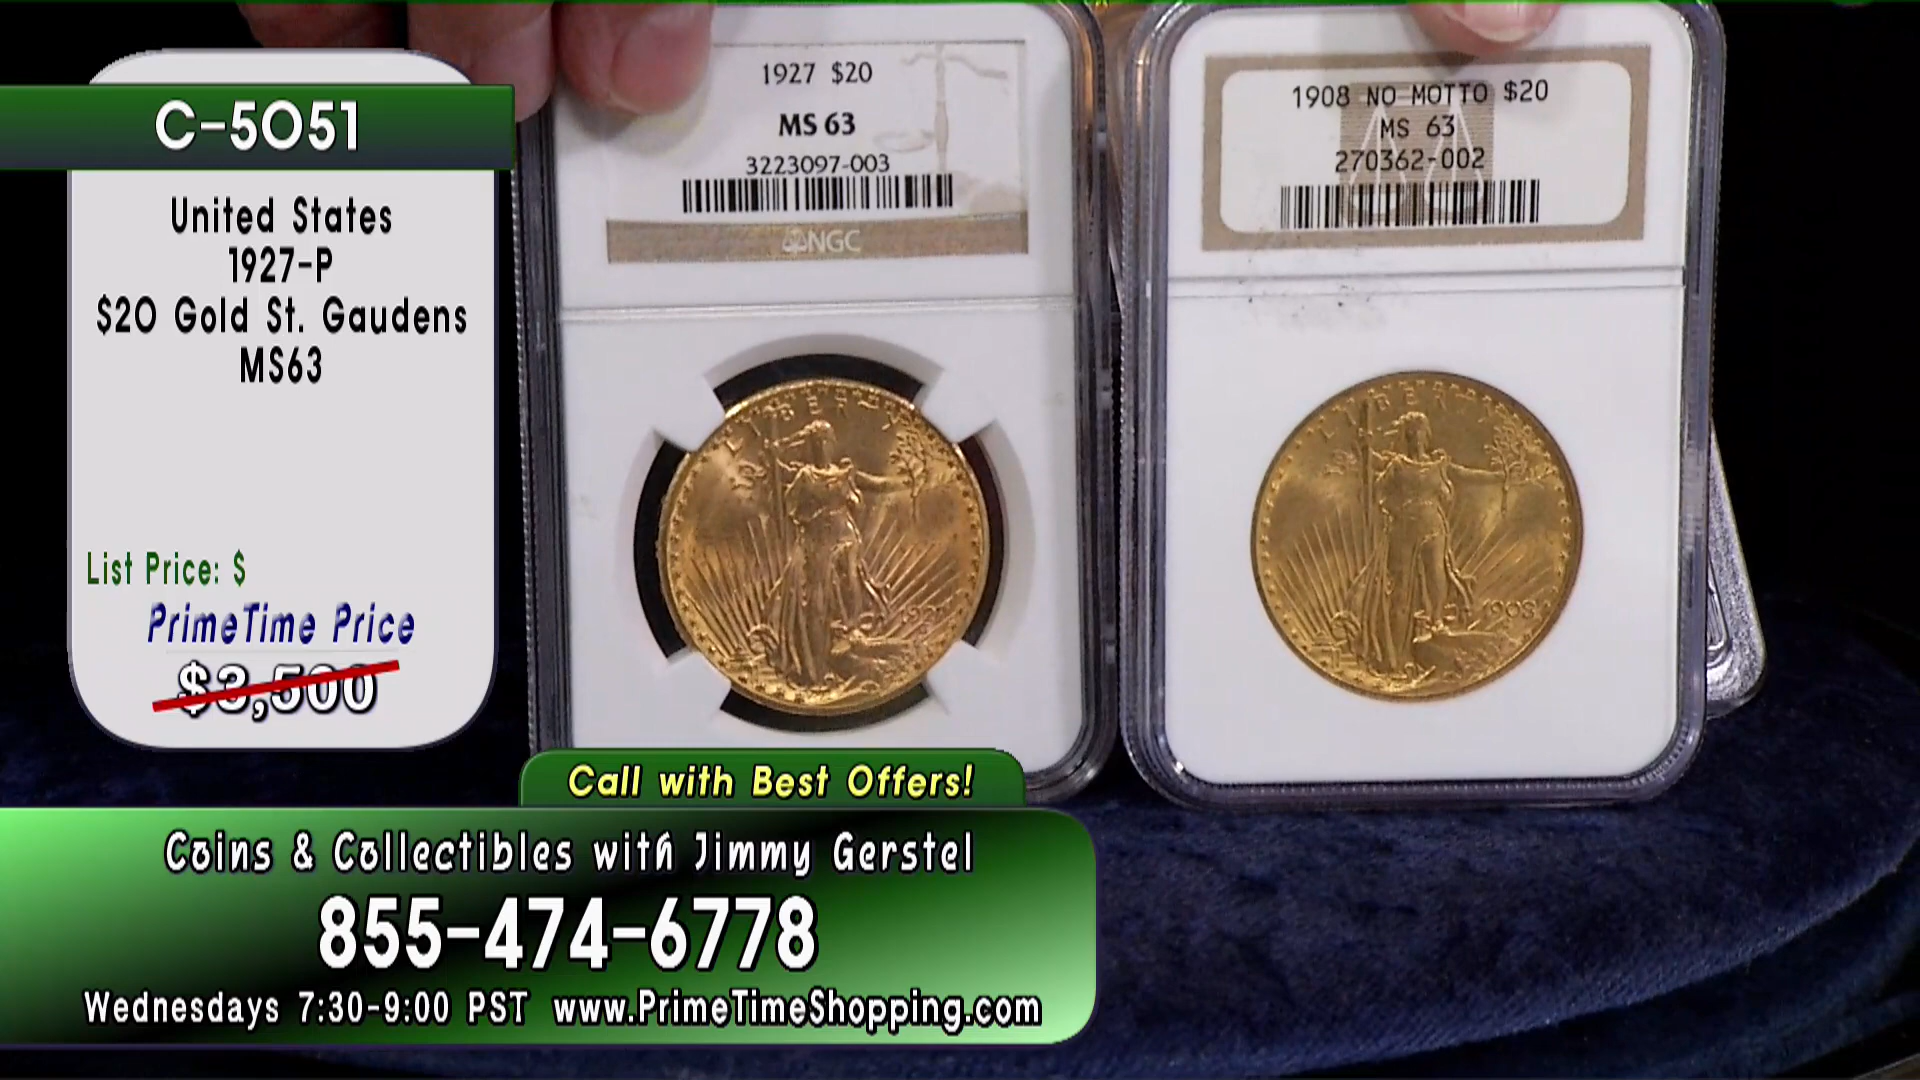 C-5051
United States
1927-P
$20 Gold St. Gaudens
MS63
List Price: $
PrimeTime Price
$3,500
1927 $20
MS 63
3223097-003
NGC
1908 NO MOTTO $20
MS 63
270362-002
LIBERTY
LIBERTY
1908
Call with Best Offers!
Coins & Collectibles with Jimmy Gerstel
855-474-6778
Wednesdays 7:30-9:00 PST www.PrimeTimeShopping.com